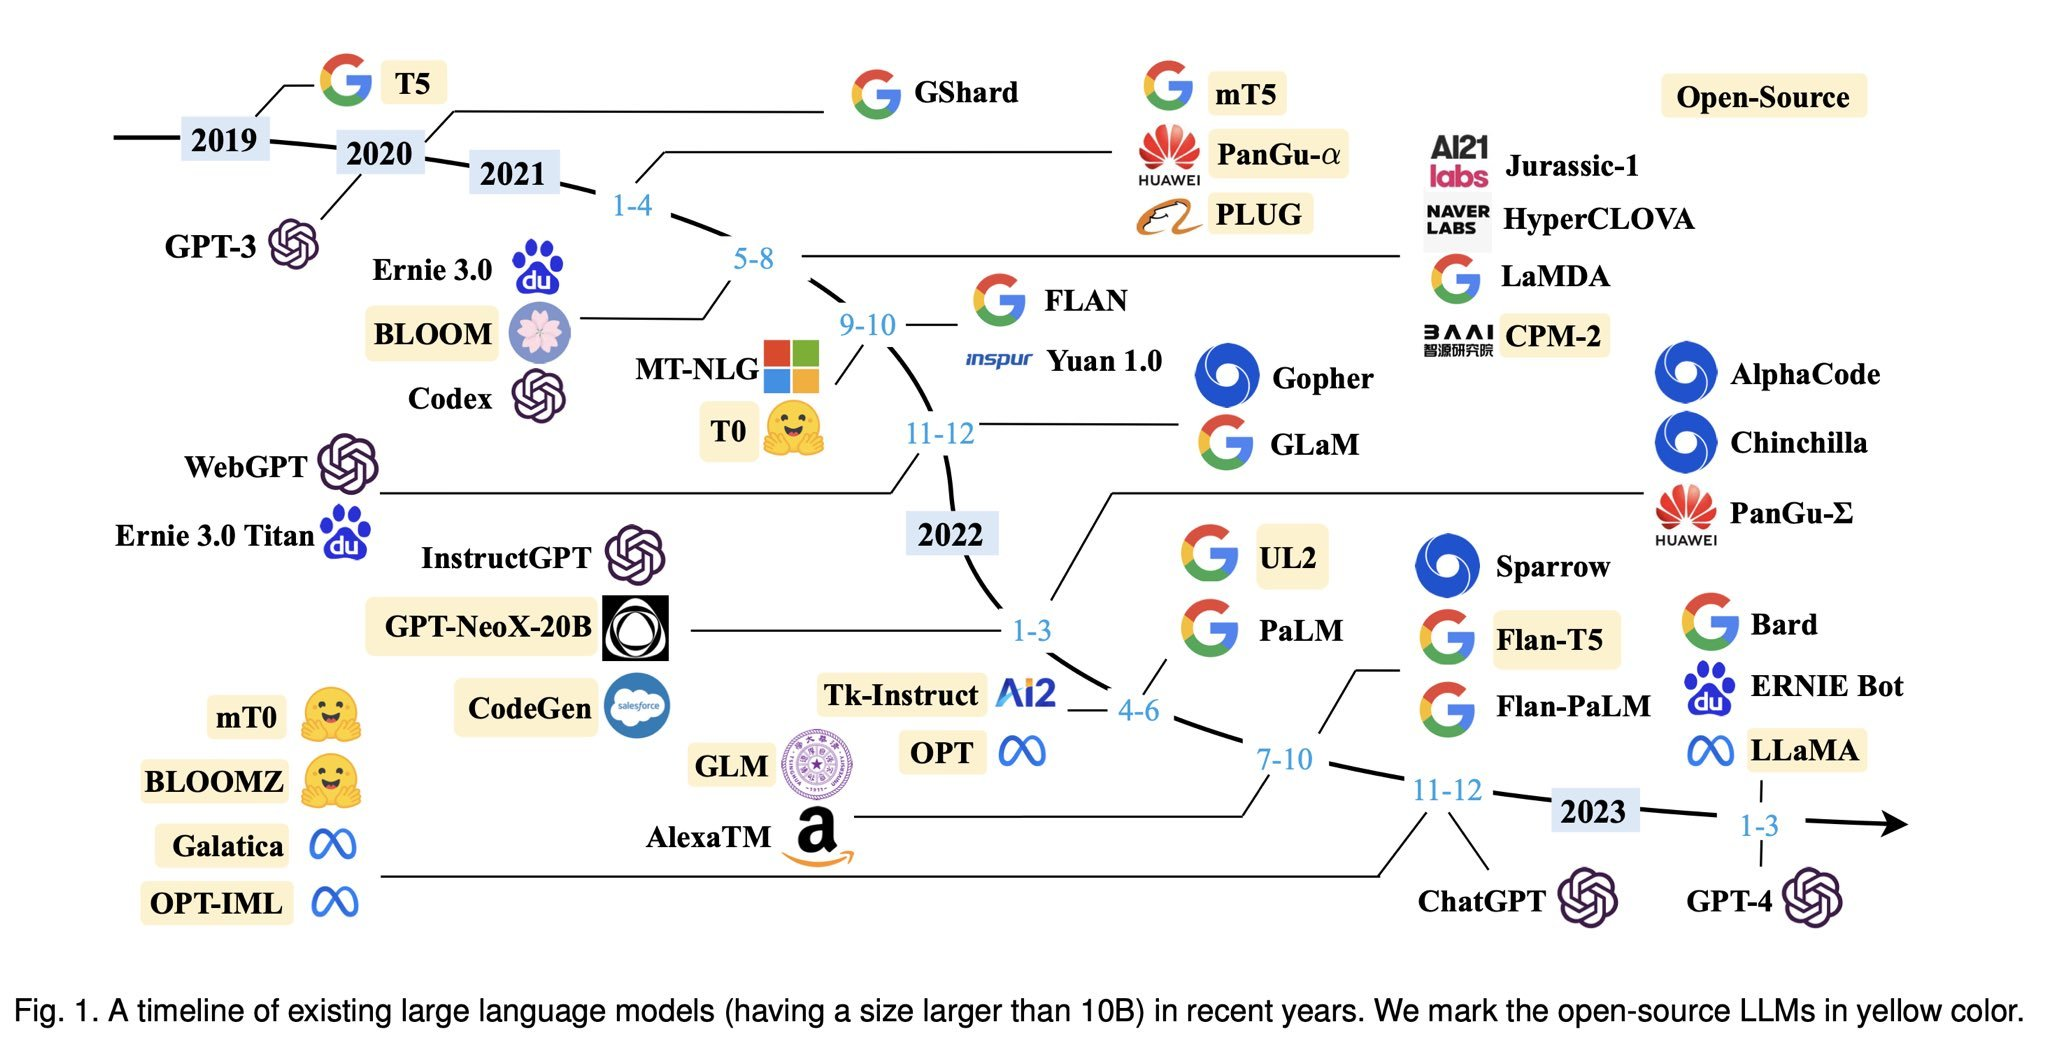 T5
GShard
mT5
Open-Source
2019
2020
2021
1-4
HUAWEI
PanGu-α
AI21
labs
Jurassic-1
PLUG
NAVER
LABS
HyperCLOVA
GPT-3
Ernie 3.0
du
5-8
LaMDA
BLOOM
9-10
FLAN
BAAI
智源研究院
CPM-2
MT-NLG
inspur
Yuan 1.0
Gopher
AlphaCode
Codex
T0
11-12
GLaM
Chinchilla
WebGPT
Ernie 3.0 Titan
du
2022
HUAWEI
PanGu-Σ
InstructGPT
UL2
Sparrow
GPT-NeoX-20B
1-3
PaLM
Flan-T5
Bard
mT0
CodeGen
salesforce
Tk-Instruct
Ai2
4-6
Flan-PaLM
du
ERNIE Bot
BLOOMZ
GLM
OPT
7-10
LLaMA
Galatica
AlexaTM
a
11-12
2023
1-3
OPT-IML
ChatGPT
GPT-4
Fig. 1. A timeline of existing large language models (having a size larger than 10B) in recent years. We mark the open-source LLMs in yellow color.